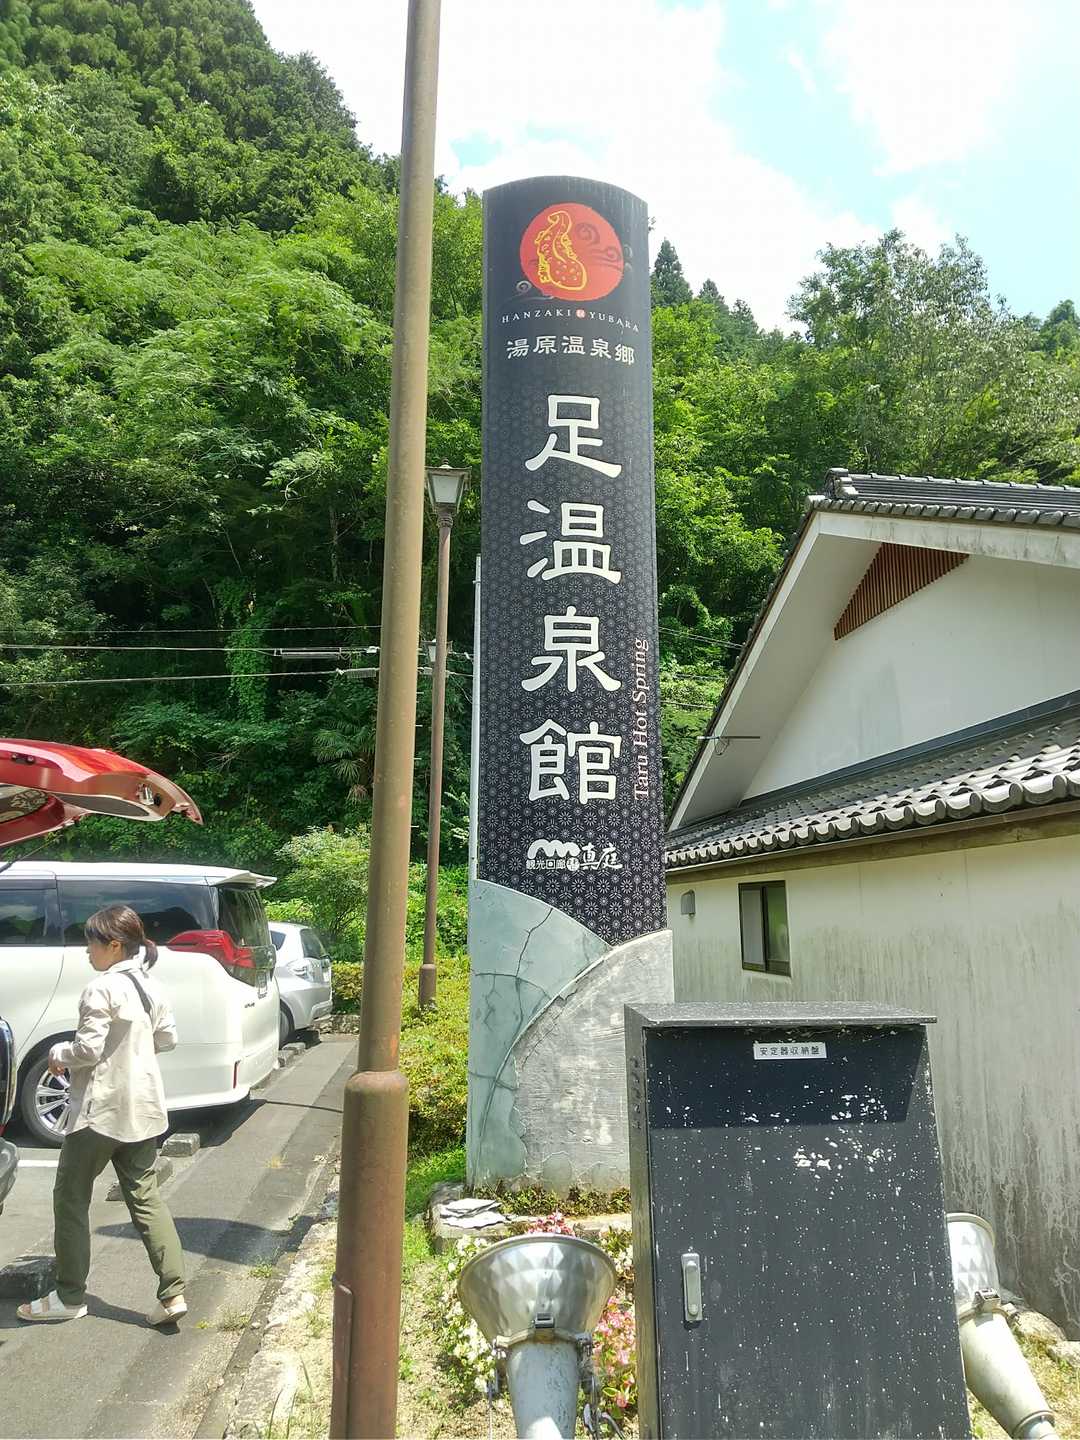 HANZAKI YUBARA
湯原温泉郷
足温泉館
Taru Hot Spring
観光回廊
真庭
安定器収納盤